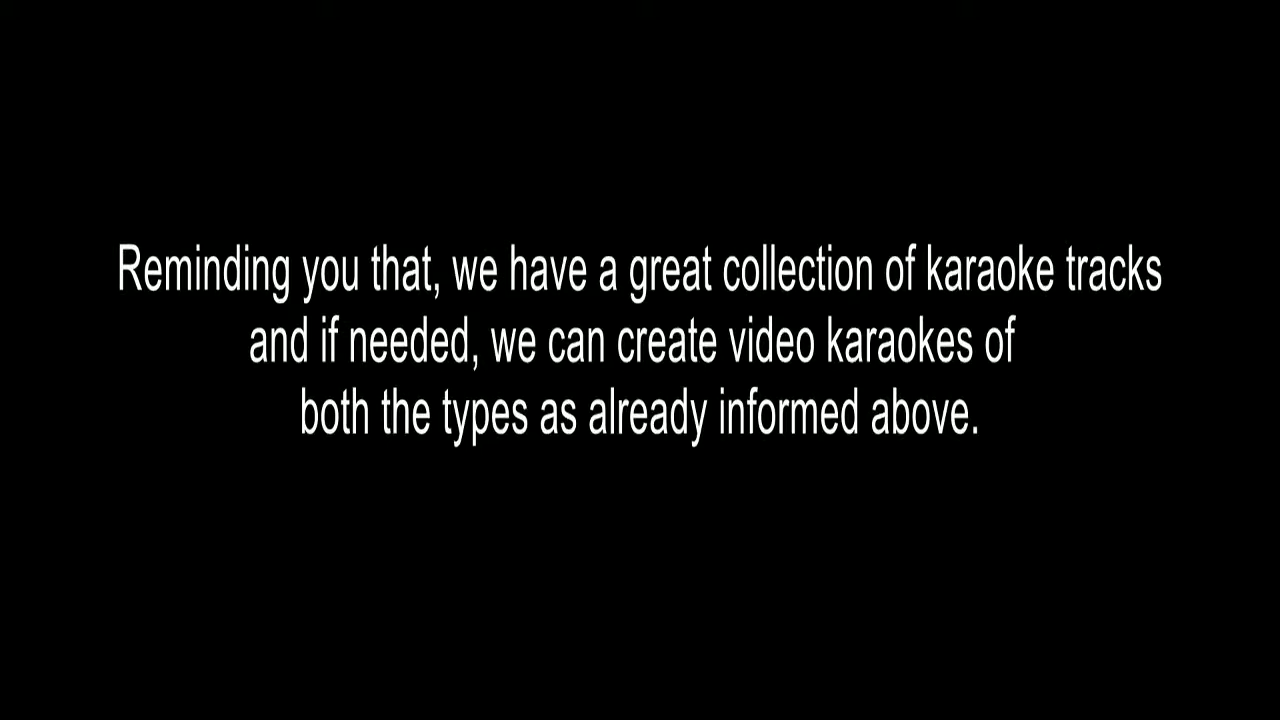 Reminding you that, we have a great collection of karaoke tracks
and if needed, we can create video karaokes of
both the types as already informed above.